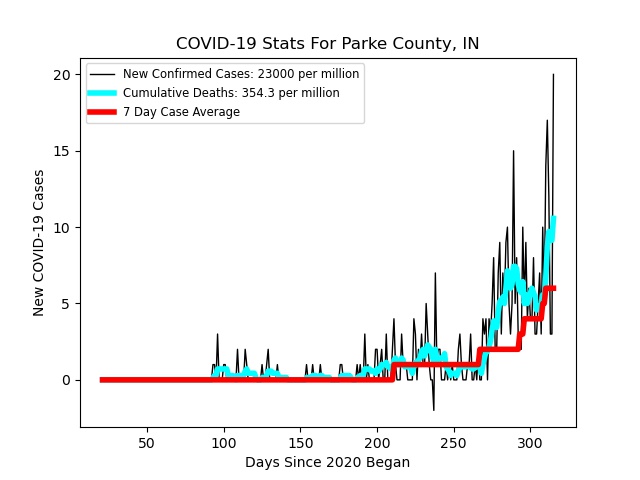 COVID-19 Stats For Parke County, IN
New Confirmed Cases: 23000 per million
Cumulative Deaths: 354.3 per million
7 Day Case Average
New COVID-19 Cases
20
15
10
5
0
50 100 150 200 250 300
Days Since 2020 Began